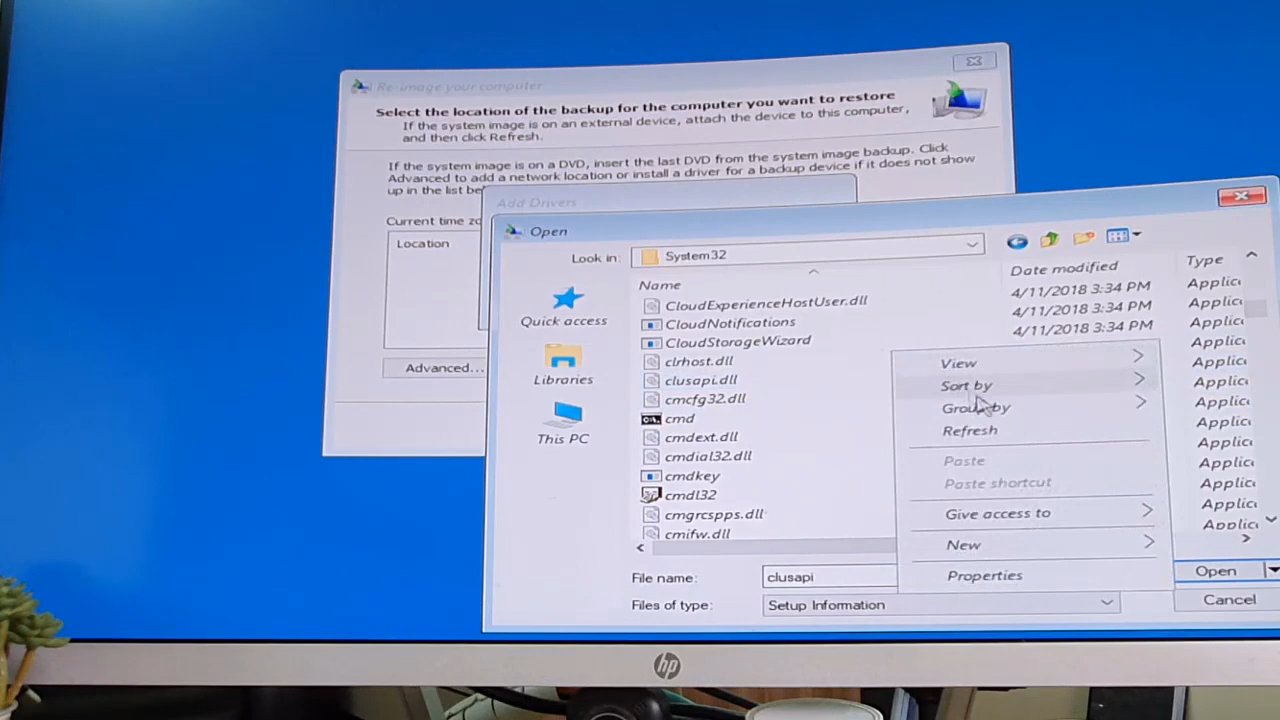 Re-image your computer
Select the location of the backup for the computer you want to restore
If the system image is on an external device, attach the device to this computer,
and then click Refresh.
If the system image is on a DVD, insert the last DVD from the system image backup. Click
Advanced to add a network location or install a driver for a backup device if it does not show
up in the list be
Current time zo
Location
Advanced...
Add Drivers
Open
Look in:
System32
Quick access
Libraries
This PC
Name
Date modified
Type
CloudExperienceHostUser.dll
4/11/2018 3:34 PM
Applic
CloudNotifications
4/11/2018 3:34 PM
Applic
CloudStorageWizard
4/11/2018 3:34 PM
Applic
clrhost.dll
Applic
clusapi.dll
Applic
cmcfg32.dll
Applic
cmd
Applic
cmdext.dll
Applic
cmdial32.dll
Applic
cmdkey
Applic
cmdl32
Applic
cmgrcspps.dll
Applic
cmifw.dll
Applic
View
Sort by
Group by
Refresh
Paste
Paste shortcut
Give access to
New
Properties
File name:
clusapi
Open
Files of type:
Setup Information
Cancel
hp